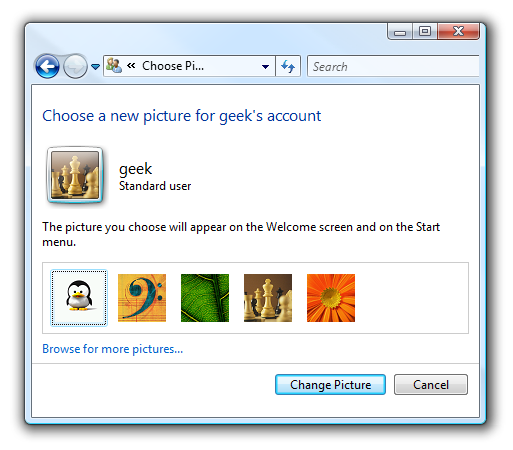 « Choose Pi...
Search
Choose a new picture for geek's account
geek
Standard user
The picture you choose will appear on the Welcome screen and on the Start
menu.
Browse for more pictures...
Change Picture
Cancel